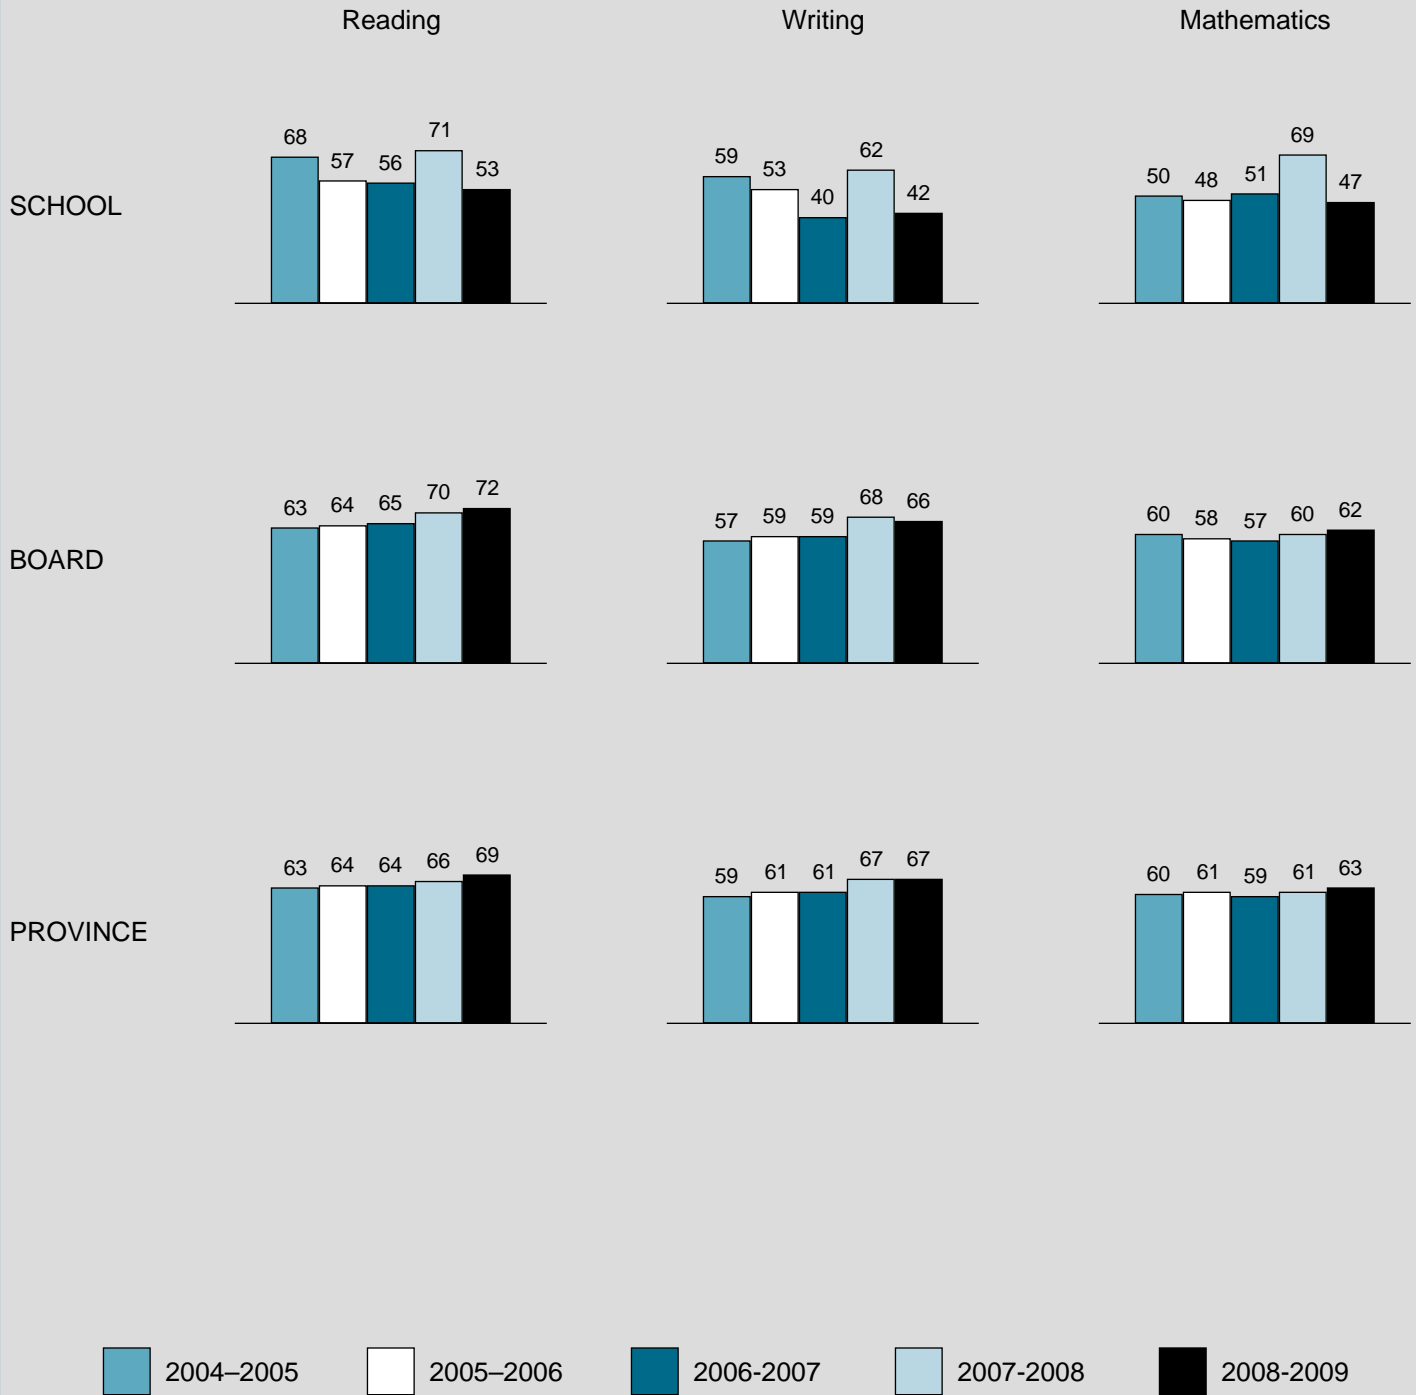 Reading Writing Mathematics
68 57 56 71 53 59 53 40 62 42 50 48 51 69 47
SCHOOL
63 64 65 70 72 57 59 59 68 66 60 58 57 60 62
BOARD
63 64 64 66 69 59 61 61 67 67 60 61 59 61 63
PROVINCE
2004–2005 2005–2006 2006-2007 2007-2008 2008-2009